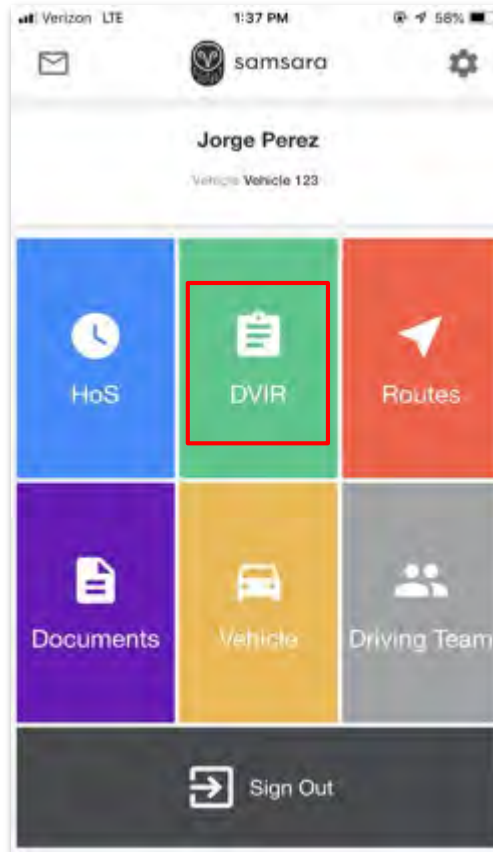 Verizon LTE 1:37 PM 56%
samsara
Jorge Perez
Vehicle Vehicle 123
HoS DVIR Routes
Documents Vehicle Driving Team
Sign Out